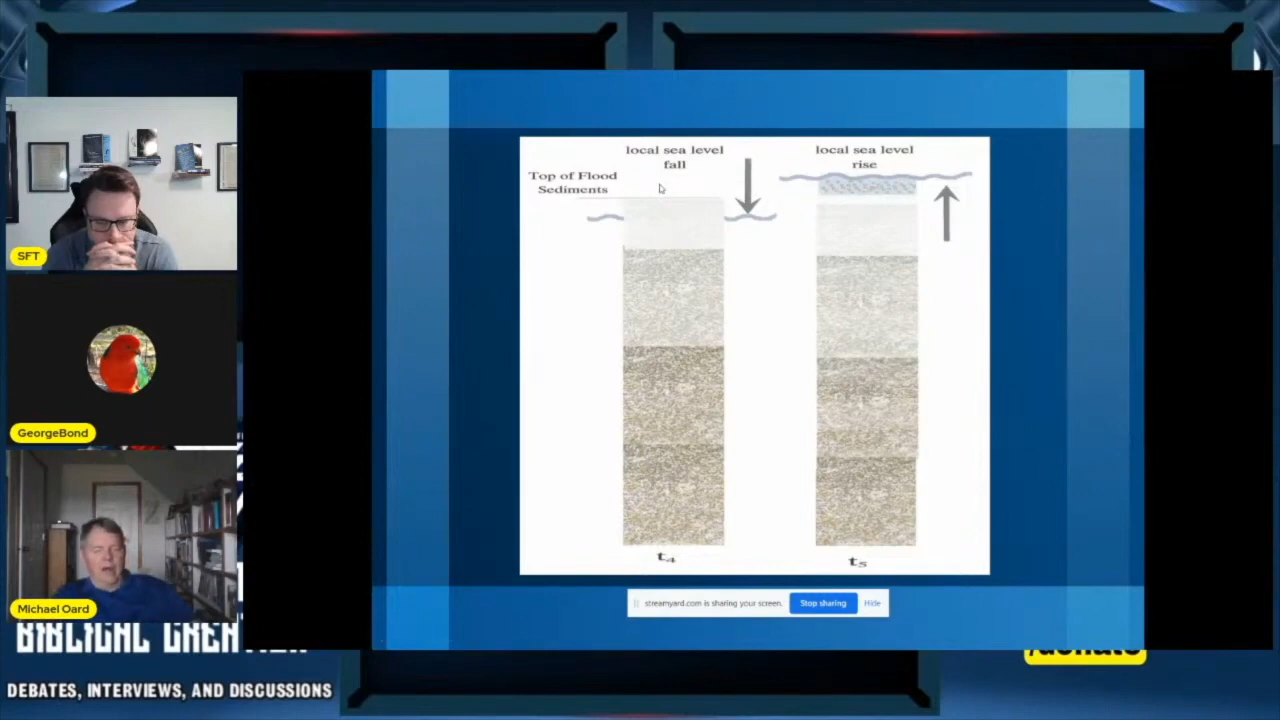 local sea level
fall
local sea level
rise
Top of Flood
Sediments
t4
t5
streamyard.com is sharing your screen.
Stop sharing
Hide
SFT
GeorgeBond
Michael Oard
BIBLICAL
DEBATES, INTERVIEWS, AND DISCUSSIONS
/donate